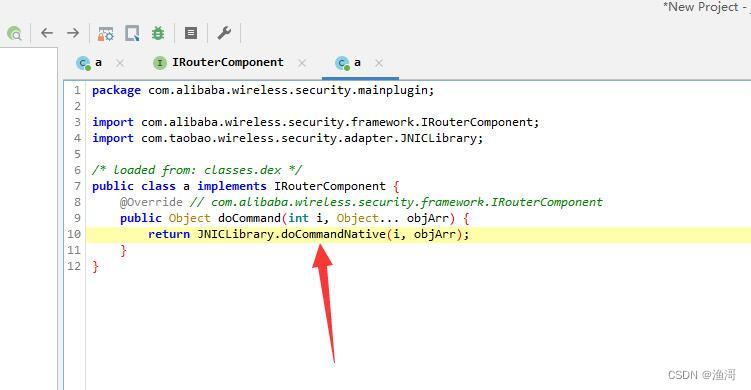 *New Project -
a
IRouterComponent
a
1 package com.alibaba.wireless.security.mainplugin;
2
3 import com.alibaba.wireless.security.framework.IRouterComponent;
4 import com.taobao.wireless.security.adapter.JNICLibrary;
5
6 /* loaded from: classes.dex */
7 public class a implements IRouterComponent {
8 @Override // com.alibaba.wireless.security.framework.IRouterComponent
9 public Object doCommand(int i, Object... objArr) {
10 return JNICLibrary.doCommandNative(i, objArr);
11 }
12 }
CSDN @渔滒